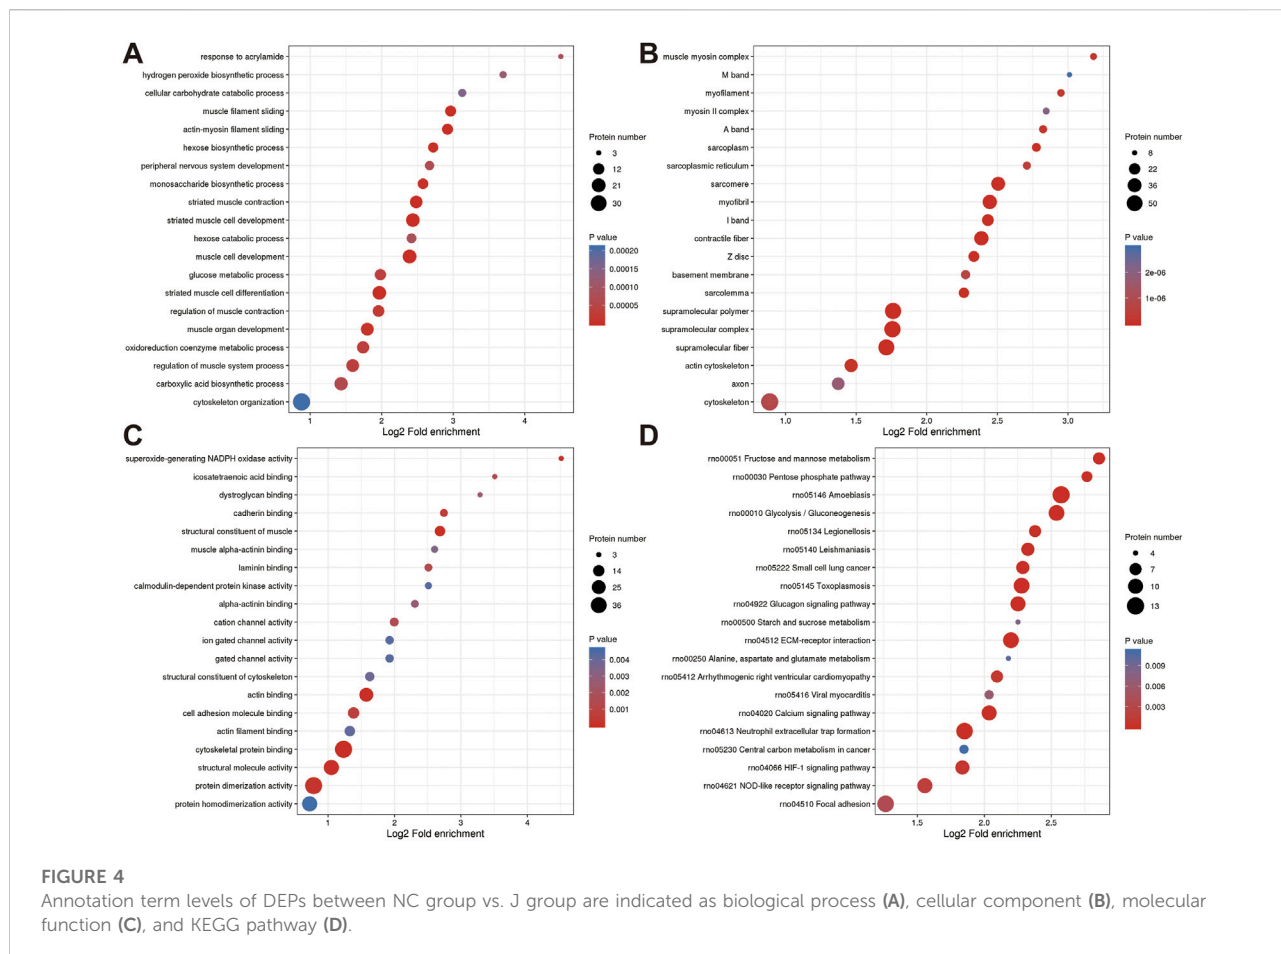 A
response to acrylamide
hydrogen peroxide biosynthetic process
cellular carbohydrate catabolic process
muscle filament sliding
actin-myosin filament sliding
hexose biosynthetic process
peripheral nervous system development
monosaccharide biosynthetic process
striated muscle contraction
striated muscle cell development
hexose catabolic process
muscle cell development
glucose metabolic process
striated muscle cell differentiation
regulation of muscle contraction
muscle organ development
oxidoreduction coenzyme metabolic process
regulation of muscle system process
carboxylic acid biosynthetic process
cytoskeleton organization
1 2 3 4
Log2 Fold enrichment
Protein number
3
12
21
30
P value
0.00020
0.00015
0.00010
0.00005
B
muscle myosin complex
M band
myofilament
myosin II complex
A band
sarcoplasm
sarcoplasmic reticulum
sarcomere
myofibril
I band
contractile fiber
Z disc
basement membrane
sarcolemma
supramolecular polymer
supramolecular complex
supramolecular fiber
actin cytoskeleton
axon
cytoskeleton
1.0 1.5 2.0 2.5 3.0
Log2 Fold enrichment
Protein number
8
22
36
50
P value
2e-06
1e-06
C
superoxide-generating NADPH oxidase activity
icosatetraenoic acid binding
dystroglycan binding
cadherin binding
structural constituent of muscle
muscle alpha-actinin binding
laminin binding
calmodulin-dependent protein kinase activity
alpha-actinin binding
cation channel activity
ion gated channel activity
gated channel activity
structural constituent of cytoskeleton
actin binding
cell adhesion molecule binding
actin filament binding
cytoskeletal protein binding
structural molecule activity
protein dimerization activity
protein homodimerization activity
1 2 3 4
Log2 Fold enrichment
Protein number
3
14
25
36
P value
0.004
0.003
0.002
0.001
D
rno00051 Fructose and mannose metabolism
rno00030 Pentose phosphate pathway
rno05146 Amoebiasis
rno00010 Glycolysis / Gluconeogenesis
rno05134 Legionellosis
rno05140 Leishmaniasis
rno05222 Small cell lung cancer
rno05145 Toxoplasmosis
rno04922 Glucagon signaling pathway
rno00500 Starch and sucrose metabolism
rno04512 ECM-receptor interaction
rno00250 Alanine, aspartate and glutamate metabolism
rno05412 Arrhythmogenic right ventricular cardiomyopathy
rno05416 Viral myocarditis
rno04020 Calcium signaling pathway
rno04613 Neutrophil extracellular trap formation
rno05230 Central carbon metabolism in cancer
rno04066 HIF-1 signaling pathway
rno04621 NOD-like receptor signaling pathway
rno04510 Focal adhesion
1.5 2.0 2.5
Log2 Fold enrichment
Protein number
4
7
10
13
P value
0.009
0.006
0.003
FIGURE 4
Annotation term levels of DEPs between NC group vs. J group are indicated as biological process (A), cellular component (B), molecular
function (C), and KEGG pathway (D).